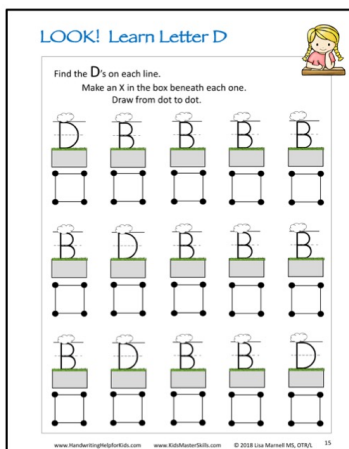 LOOK! Learn Letter D
Find the D's on each line.
Make an X in the box beneath each one.
Draw from dot to dot.
D B B B B
B D B B B
B D B B D
www.HandwritingHelpforKids.com www.KidsMasterSkills.com © 2018 Lisa Marnell MS, OTR/L 15